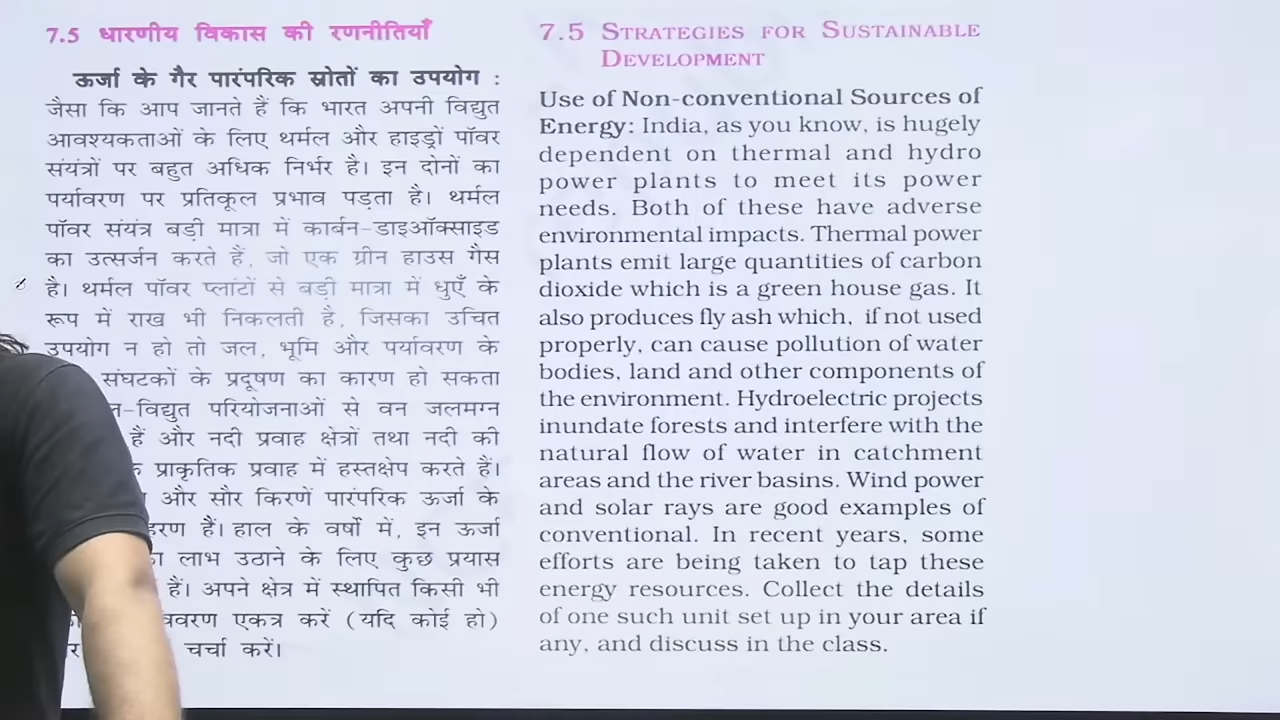 7.5 धारणीय विकास की रणनीतियाँ
ऊर्जा के गैर पारंपरिक स्रोतों का उपयोग :
जैसा कि आप जानते हैं कि भारत अपनी विद्युत
आवश्यकताओं के लिए थर्मल और हाइड्रो पॉवर
संयंत्रों पर बहुत अधिक निर्भर है। इन दोनों का
पर्यावरण पर प्रतिकूल प्रभाव पड़ता है। थर्मल
पॉवर संयंत्र बड़ी मात्रा में कार्बन-डाइऑक्साइड
का उत्सर्जन करते हैं, जो एक ग्रीन हाउस गैस
है। थर्मल पॉवर प्लांटों से बड़ी मात्रा में धुएँ के
रूप में राख भी निकलती है, जिसका उचित
उपयोग न हो तो जल, भूमि और पर्यावरण के
संघटकों के प्रदूषण का कारण हो सकता
-विद्युत परियोजनाओं से वन जलमग्न
हैं और नदी प्रवाह क्षेत्रों तथा नदी की
प्राकृतिक प्रवाह में हस्तक्षेप करते हैं।
और सौर किरणें पारंपरिक ऊर्जा के
हैं। हाल के वर्षों में, इन ऊर्जा
लाभ उठाने के लिए कुछ प्रयास
हैं। अपने क्षेत्र में स्थापित किसी भी
एकत्र करें (यदि कोई हो)
चर्चा करें।
7.5 STRATEGIES FOR SUSTAINABLE
DEVELOPMENT
Use of Non-conventional Sources of
Energy: India, as you know, is hugely
dependent on thermal and hydro
power plants to meet its power
needs. Both of these have adverse
environmental impacts. Thermal power
plants emit large quantities of carbon
dioxide which is a green house gas. It
also produces fly ash which, if not used
properly, can cause pollution of water
bodies, land and other components of
the environment. Hydroelectric projects
inundate forests and interfere with the
natural flow of water in catchment
areas and the river basins. Wind power
and solar rays are good examples of
conventional. In recent years, some
efforts are being taken to tap these
energy resources. Collect the details
of one such unit set up in your area if
any, and discuss in the class.